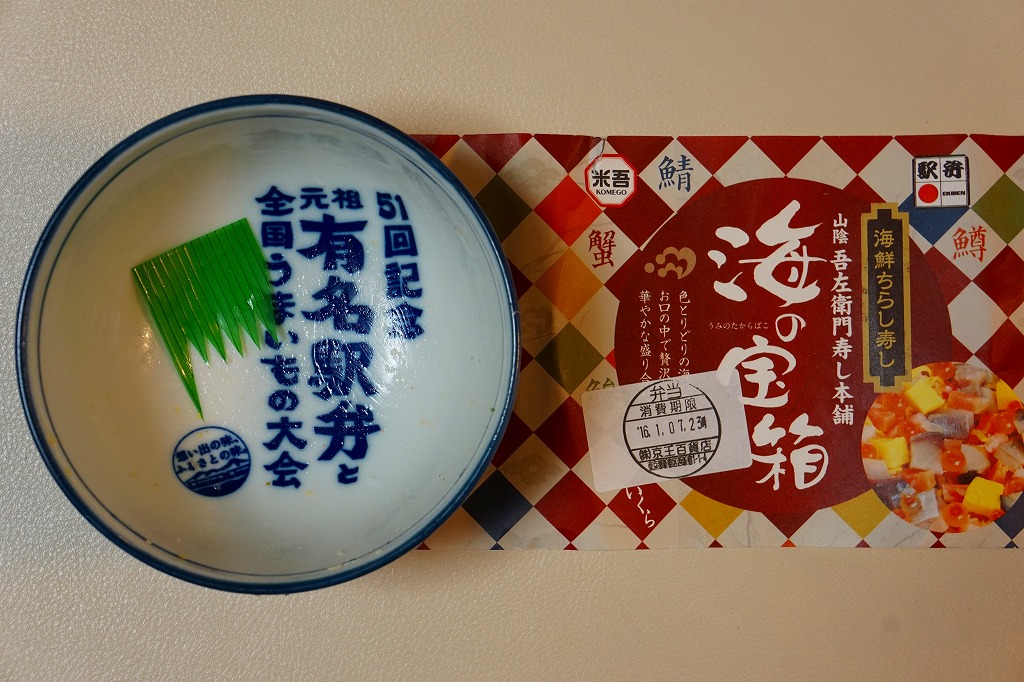 51回記念
元祖
有名駅弁と
全国うまいもの大会
思い出の味、
ふるさとの味。
米吾
KOMEGO
鯖
蟹
駅弁
EKIBEN
鱒
海鮮ちらし寿し
山陰 吾左衛門寿し本舗
海の宝箱
うみのたからばこ
色とりどりの海
お口の中で贅沢
華やかな盛り合
弁当
消費期限
'16.1.07.23時
㈱京王百貨店
いくら